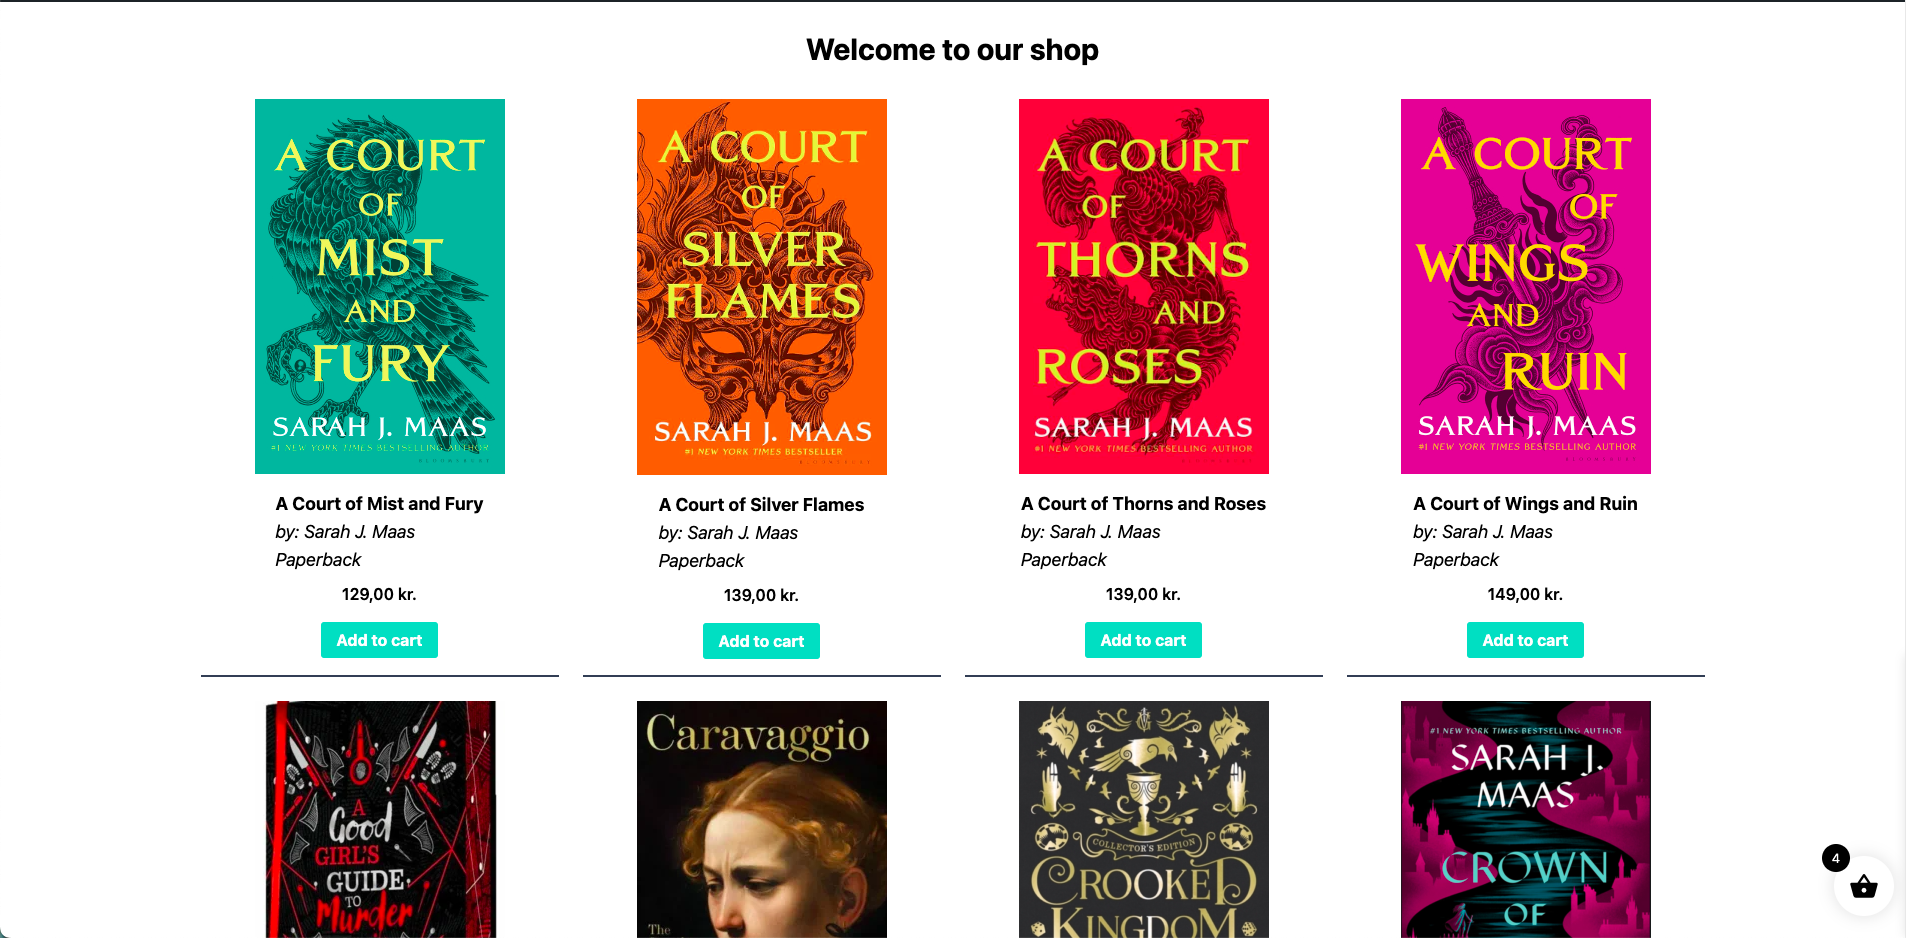 Welcome to our shop
A COURT
OF
MIST
AND
FURY
SARAH J. MAAS
#1 NEW YORK TIMES BESTSELLING AUTHOR
A COURT
OF
SILVER
FLAMES
SARAH J. MAAS
#1 NEW YORK TIMES BESTSELLER
A COURT
OF
THORNS
AND
ROSES
SARAH J. MAAS
#1 NEW YORK TIMES BESTSELLING AUTHOR
A COURT
OF
WINGS
AND
RUIN
SARAH J. MAAS
#1 NEW YORK TIMES BESTSELLING AUTHOR
A Court of Mist and Fury
by: Sarah J. Maas
Paperback
129,00 kr.
Add to cart
A Court of Silver Flames
by: Sarah J. Maas
Paperback
139,00 kr.
Add to cart
A Court of Thorns and Roses
by: Sarah J. Maas
Paperback
139,00 kr.
Add to cart
A Court of Wings and Ruin
by: Sarah J. Maas
Paperback
149,00 kr.
Add to cart
A
Good
GIRL'S
GUIDE
TO
Murder
Caravaggio
The
COLLECTOR'S EDITION
CROOKED
KINGDOM
#1 NEW YORK TIMES BESTSELLING AUTHOR
SARAH J.
MAAS
CROWN
OF
4